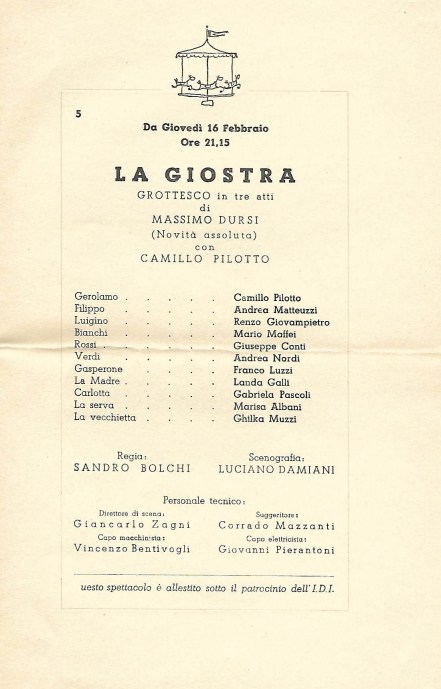 5
Da Giovedì 16 Febbraio
Ore 21,15
LA GIOSTRA
GROTTESCO in tre atti
di
MASSIMO DURSI
(Novità assoluta)
con
CAMILLO PILOTTO
Gerolamo . . . . . Camillo Pilotto
Filippo . . . . . Andrea Matteuzzi
Luigino . . . . . Renzo Giovampietro
Bianchi . . . . . Mario Maffei
Rossi . . . . . Giuseppe Conti
Verdi . . . . . Andrea Nardi
Gasperone . . . . . Franco Luzzi
La Madre . . . . . Landa Galli
Carlotta . . . . . Gabriela Pascoli
La serva . . . . . Marisa Albani
La vecchietta . . . . . Ghilka Muzzi
Regia: Scenografia:
SANDRO BOLCHI LUCIANO DAMIANI
Personale tecnico:
Direttore di scena: Suggeritore:
Giancarlo Zagni Corrado Mazzanti
Capo macchinista: Capo elettricista:
Vincenzo Bentivogli Giovanni Pierantoni
uesto spettacolo è allestito sotto il patrocinio dell'I.D.I.